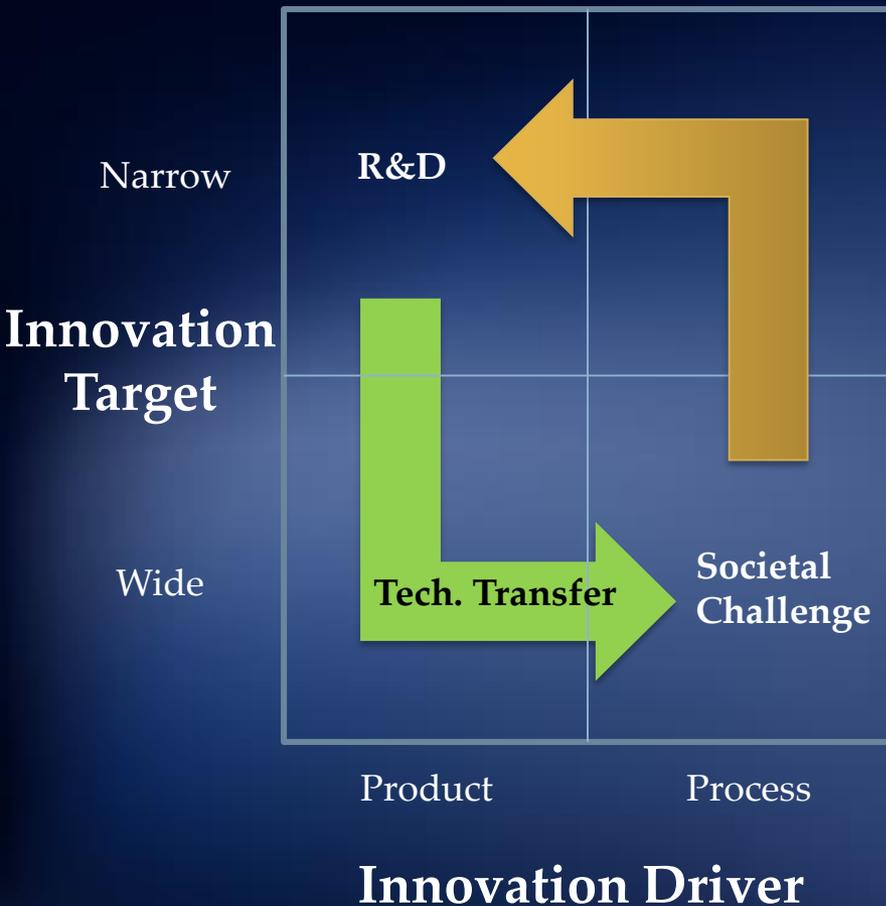 R&D
Narrow
Innovation
Target
Wide
Tech. Transfer
Societal
Challenge
Product
Process
Innovation Driver